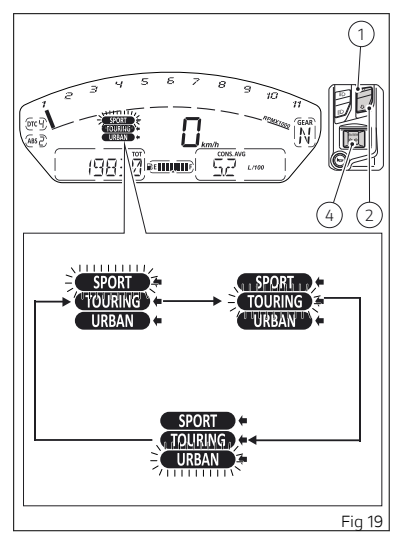 1
1 2 3 4 5 6 7 8 9 10 11
RPMX1000
DTC 4
ABS 2
SPORT
TOURING
URBAN
0
km/h
GEAR
N
TOT
CONS. AVG
E F
5.2 L/100
4
2
SPORT
TOURING
URBAN
SPORT
TOURING
URBAN
SPORT
TOURING
URBAN
Fig 19